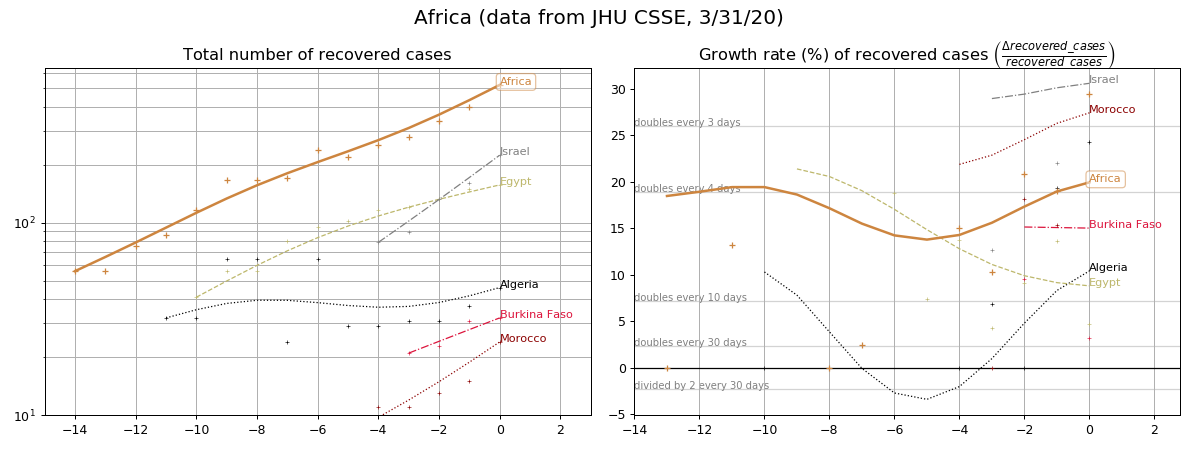 Africa (data from JHU CSSE, 3/31/20)
Total number of recovered cases
Growth rate (%) of recovered cases (Δrecovered_cases / recovered_cases)
10²
10¹
Africa
Israel
Egypt
Algeria
Burkina Faso
Morocco
−14 −12 −10 −8 −6 −4 −2 0 2
30
25
20
15
10
5
0
−5
doubles every 3 days
doubles every 4 days
doubles every 10 days
doubles every 30 days
divided by 2 every 30 days
Israel
Morocco
Africa
Burkina Faso
Algeria
Egypt
−14 −12 −10 −8 −6 −4 −2 0 2